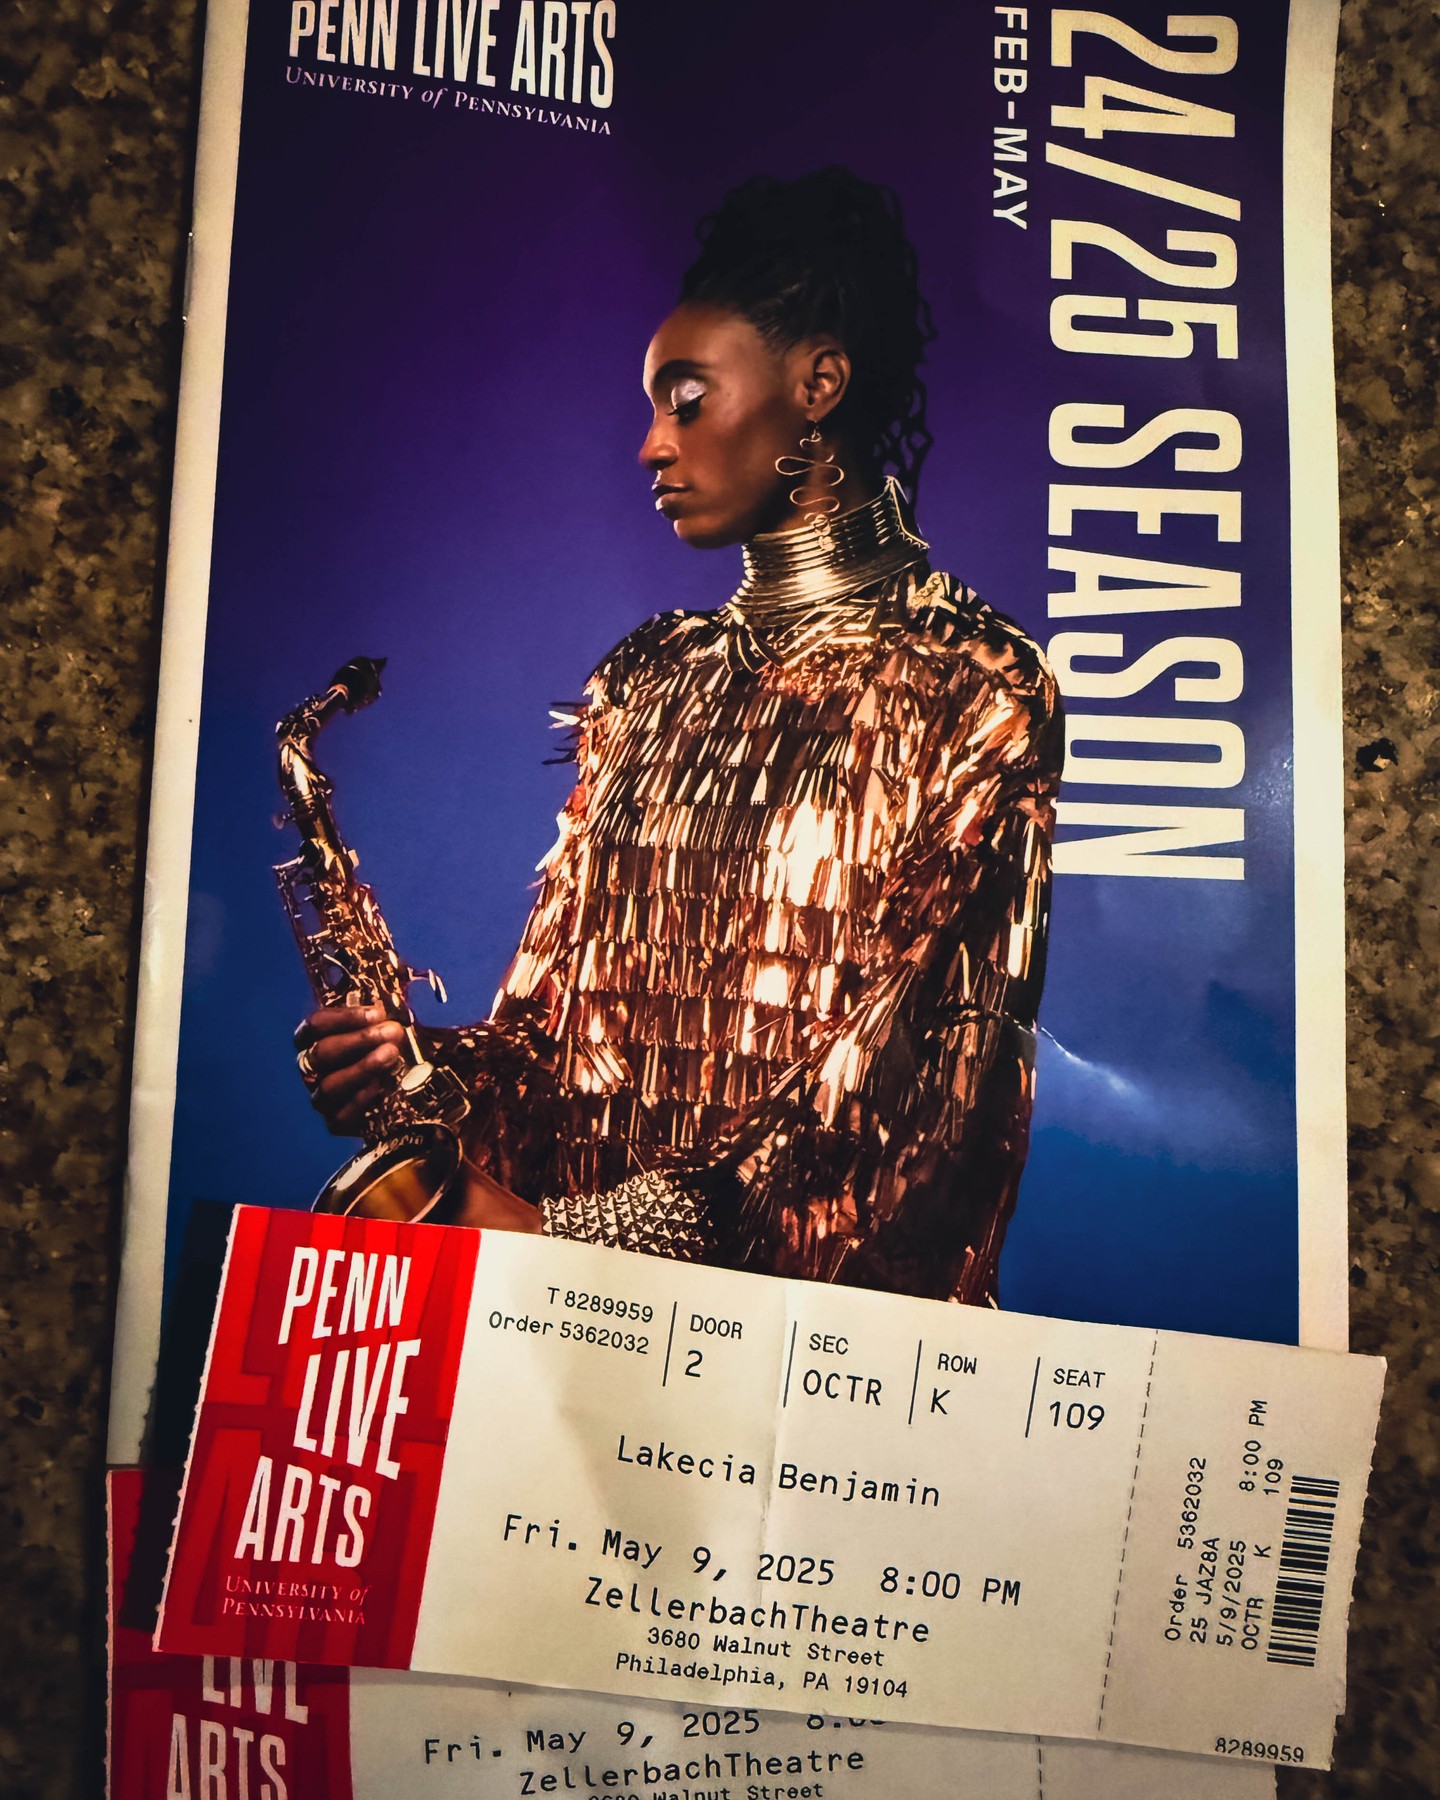 PENN LIVE ARTS
UNIVERSITY of PENNSYLVANIA
24/25 SEASON
FEB-MAY
PENN
LIVE
ARTS
UNIVERSITY of
PENNSYLVANIA
T 8289959
Order 5362032
DOOR
2
SEC
OCTR
ROW
K
SEAT
109
Lakecia Benjamin
Fri. May 9, 2025 8:00 PM
ZellerbachTheatre
3680 Walnut Street
Philadelphia, PA 19104
Order 5362032
25 JAZ8A
5/9/2025 8:00 PM
OCTR K 109
8289959
LIVE
ARTS
Fri. May 9, 2025
ZellerbachTheatre
Walnut Street